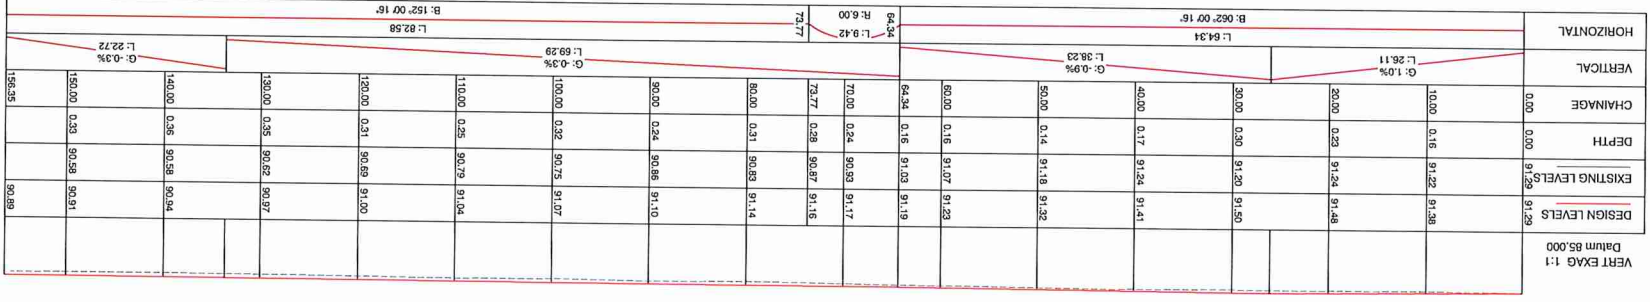 VERT EXAG 1:1
Datum 85.000
DESIGN LEVELS 91.29 91.38 91.48 91.50 91.41 91.32 91.23 91.19 91.17 91.16 91.14 91.10 91.07 91.04 91.00 90.97 90.94 90.91 90.89
EXISTING LEVELS 91.29 91.22 91.24 91.20 91.24 91.18 91.07 91.03 90.93 90.87 90.83 90.86 90.75 90.79 90.69 90.62 90.58 90.58
DEPTH 0.00 0.16 0.23 0.30 0.17 0.14 0.16 0.16 0.24 0.28 0.31 0.24 0.32 0.25 0.31 0.35 0.36 0.33
CHAINAGE 0.00 10.00 20.00 30.00 40.00 50.00 60.00 64.34 70.00 73.77 80.00 90.00 100.00 110.00 120.00 130.00 140.00 150.00 156.35
VERTICAL
G: 1.0%
L: 26.11
G: -0.9%
L: 38.23
G: -0.3%
L: 69.29
G: -0.3%
L: 22.72
HORIZONTAL
L: 64.34
B: 062° 00' 16"
64.34
L: 9.42
R: 6.00
73.77
L: 82.58
B: 152° 00' 16"